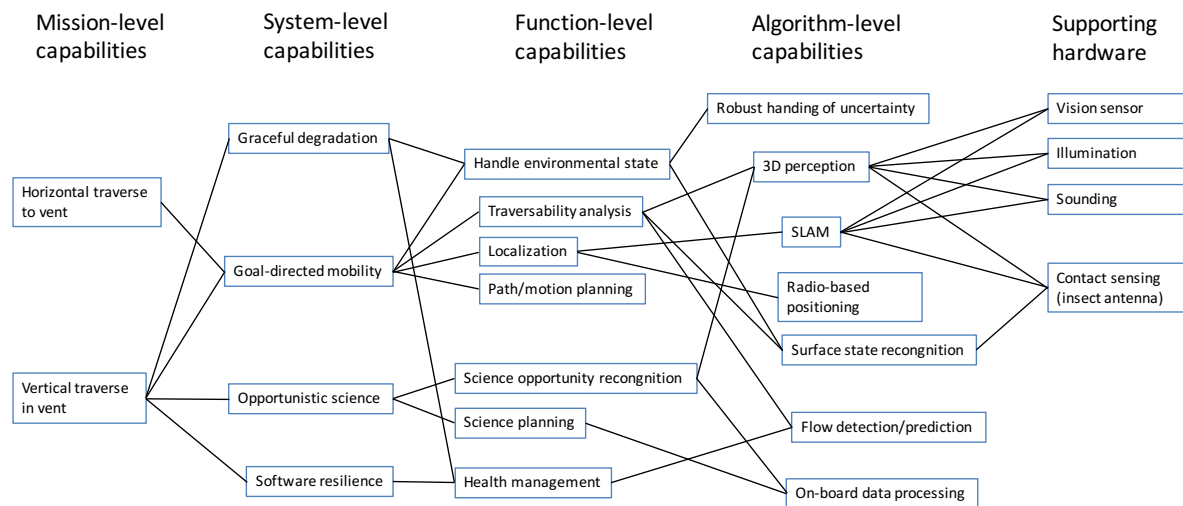 Mission-level
capabilities
System-level
capabilities
Function-level
capabilities
Algorithm-level
capabilities
Supporting
hardware
Horizontal traverse
to vent
Vertical traverse
in vent
Graceful degradation
Goal-directed mobility
Opportunistic science
Software resilience
Handle environmental state
Traversability analysis
Localization
Path/motion planning
Science opportunity recongnition
Science planning
Health management
Robust handing of uncertainty
3D perception
SLAM
Radio-based
positioning
Surface state recongnition
Flow detection/prediction
On-board data processing
Vision sensor
Illumination
Sounding
Contact sensing
(insect antenna)